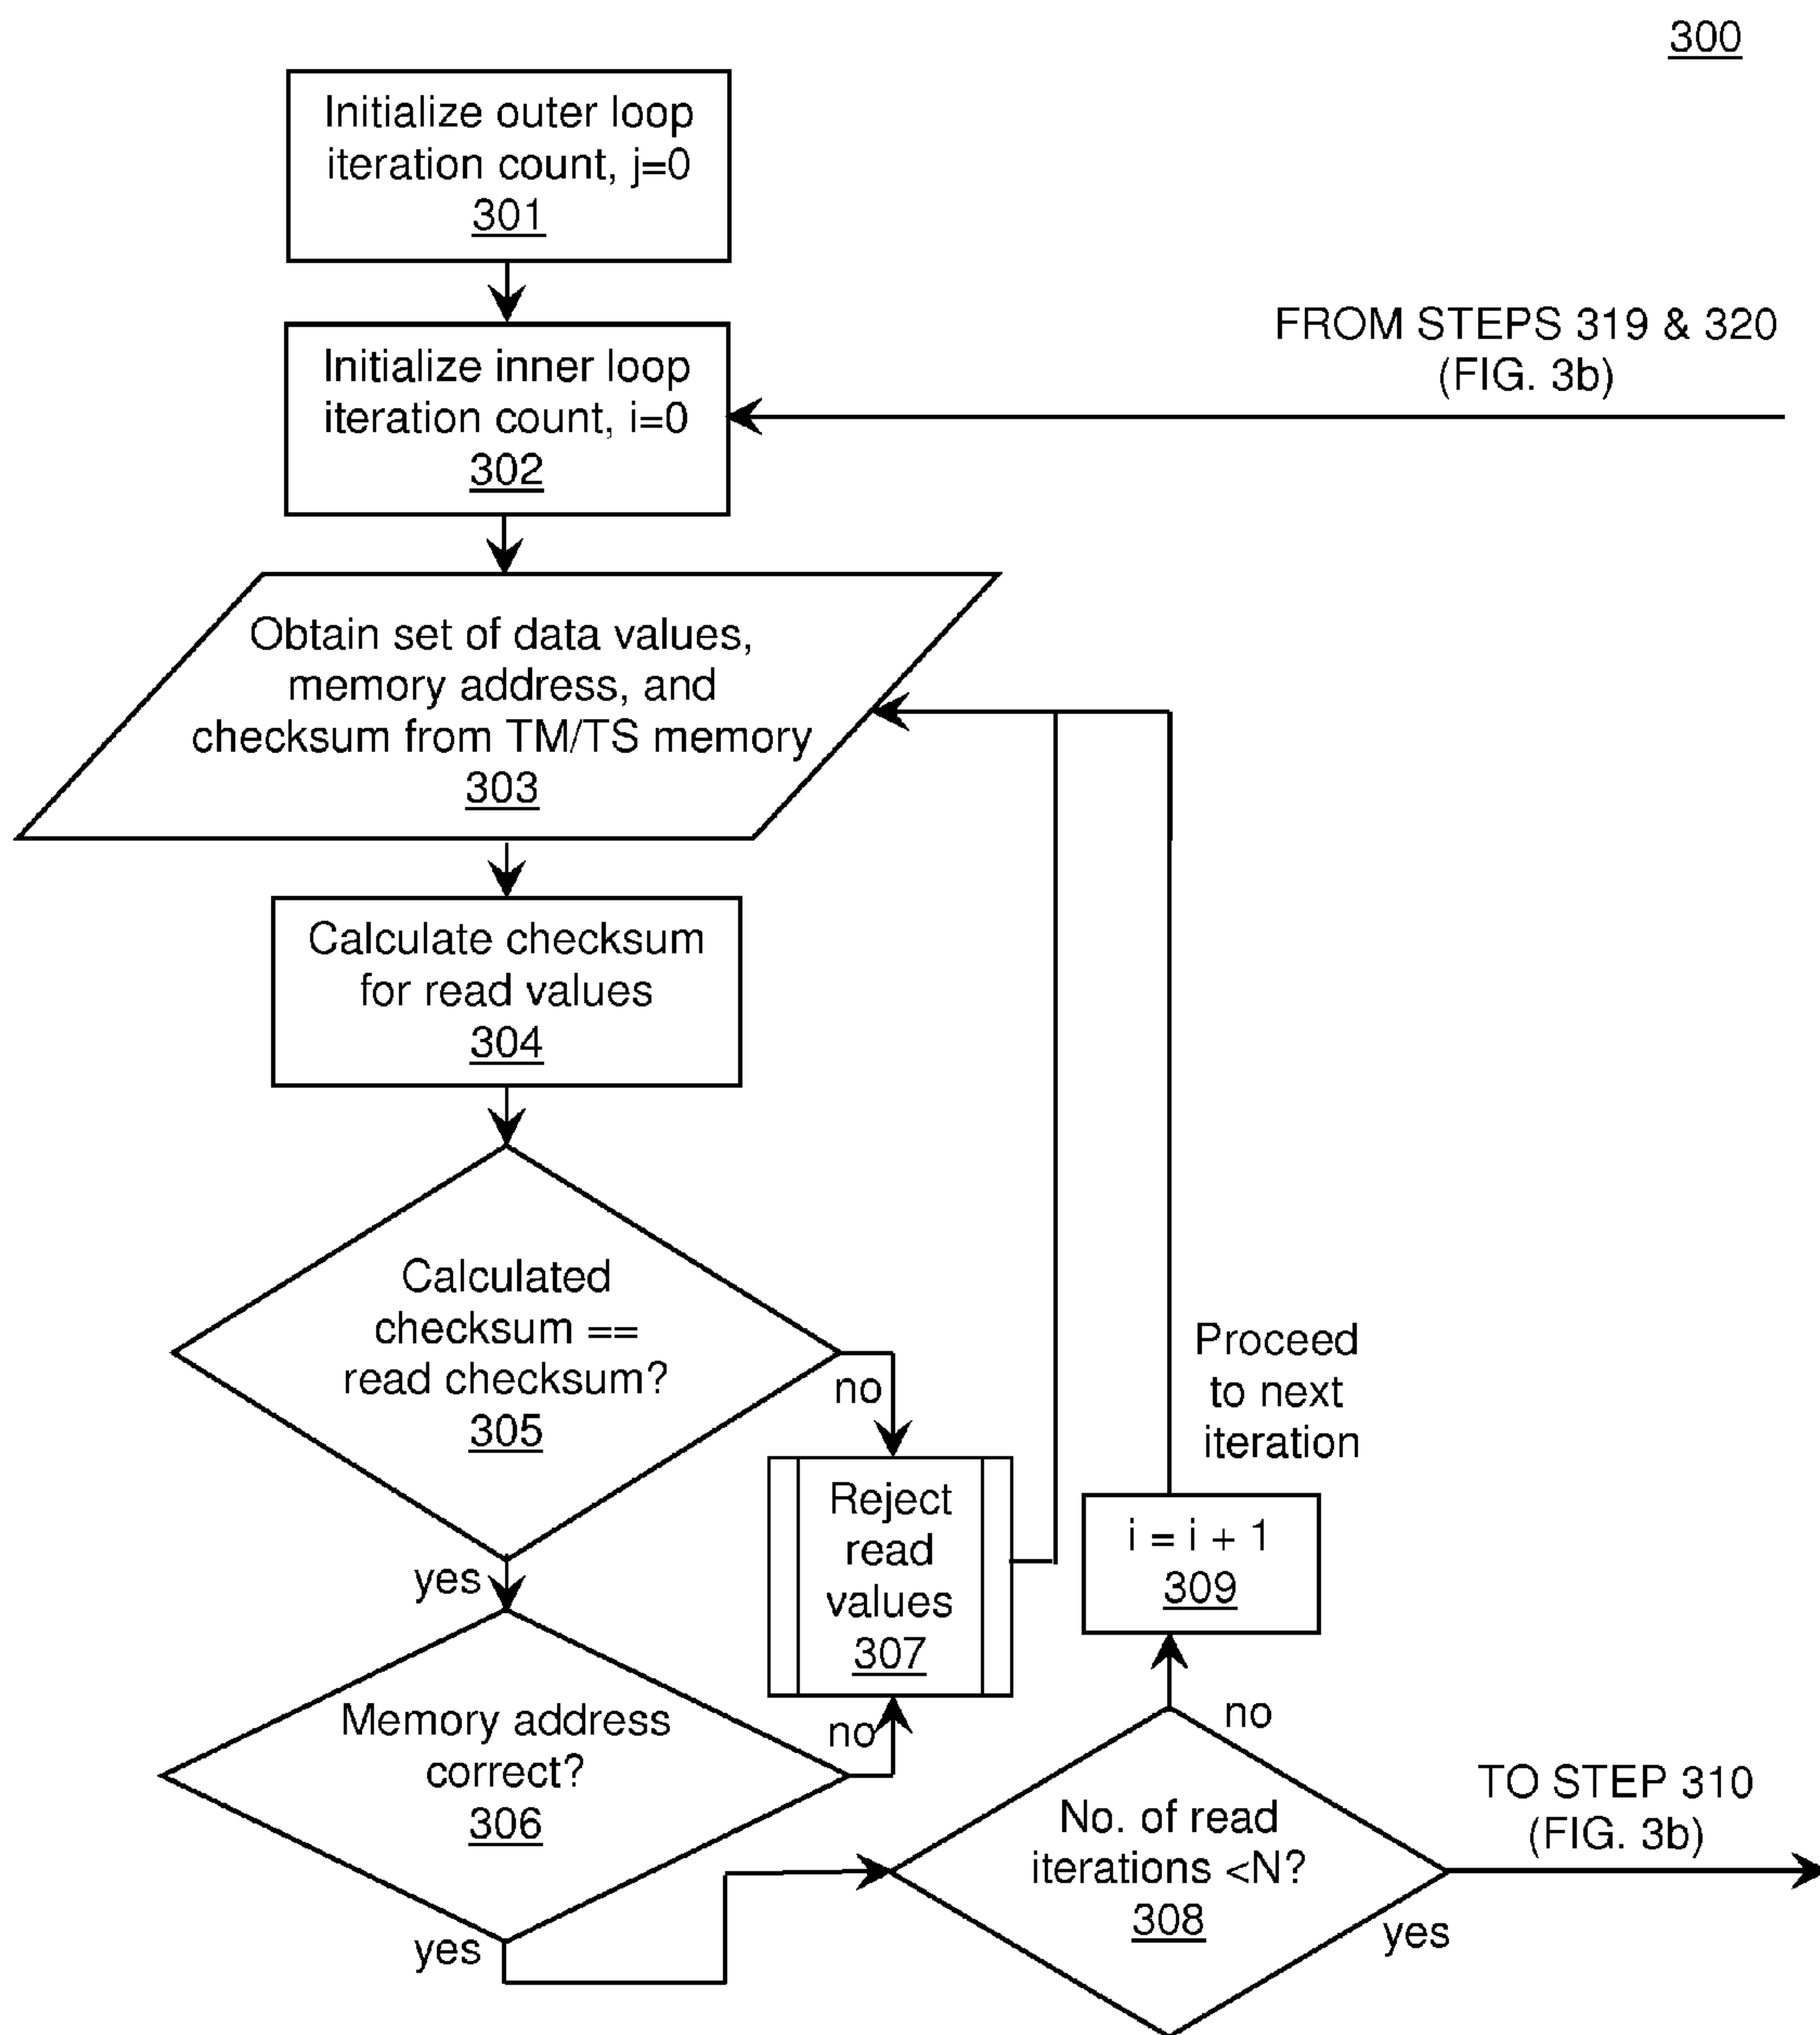 300
Initialize outer loop
iteration count, j=0
301
FROM STEPS 319 & 320
(FIG. 3b)
Initialize inner loop
iteration count, i=0
302
Obtain set of data values,
memory address, and
checksum from TM/TS memory
303
Calculate checksum
for read values
304
Calculated
checksum ==
read checksum?
305
no
yes
Proceed
to next
iteration
Reject
read
values
307
i = i + 1
309
Memory address
correct?
306
no
yes
no
No. of read
iterations <N?
308
yes
TO STEP 310
(FIG. 3b)